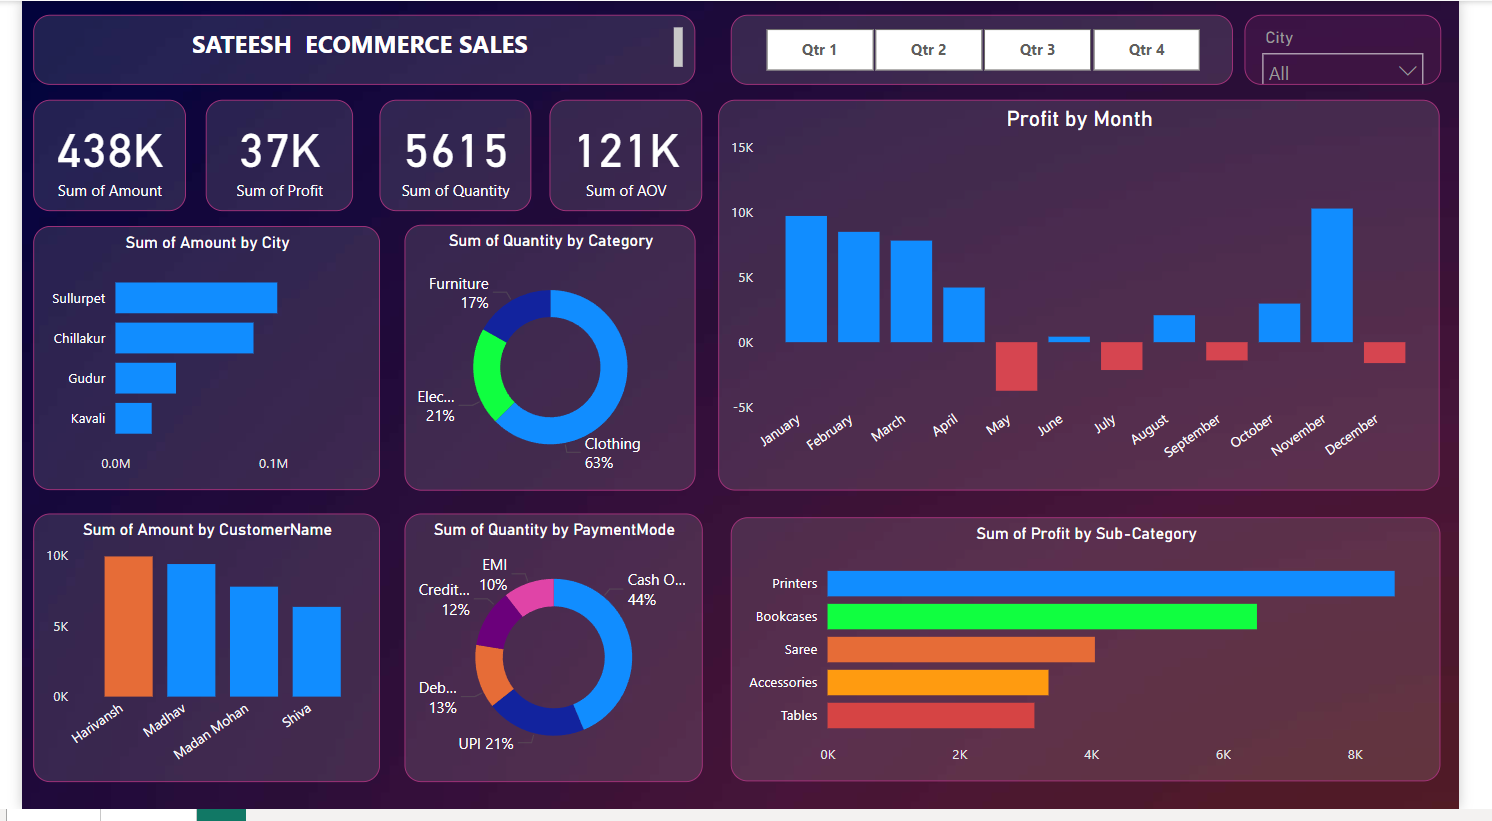 SATEESH  ECOMMERCE SALES
Qtr 1
Qtr 2
Qtr 3
Qtr 4
City
All
438K
Sum of Amount
37K
Sum of Profit
5615
Sum of Quantity
121K
Sum of AOV
Profit by Month
15K
10K
5K
0K
-5K
January
February
March
April
May
June
July
August
September
October
November
December
Sum of Amount by City
Sullurpet
Chillakur
Gudur
Kavali
0.0M
0.1M
Sum of Quantity by Category
Furniture
17%
Elec...
21%
Clothing
63%
Sum of Amount by CustomerName
10K
5K
0K
Harivansh
Madhav
Madan Mohan
Shiva
Sum of Quantity by PaymentMode
EMI
10%
Credit...
12%
Cash O...
44%
Deb...
13%
UPI 21%
Sum of Profit by Sub-Category
Printers
Bookcases
Saree
Accessories
Tables
0K
2K
4K
6K
8K